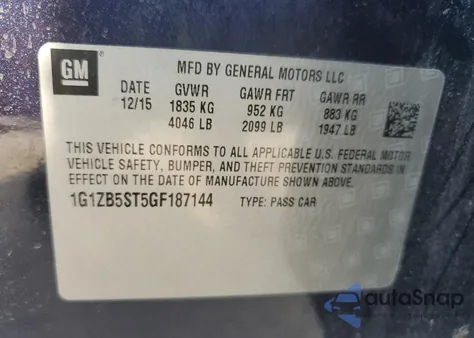 GM
MFD BY GENERAL MOTORS LLC
DATE GVWR GAWR FRT GAWR RR
12/15 1835 KG 952 KG 883 KG
4046 LB 2099 LB 1947 LB
THIS VEHICLE CONFORMS TO ALL APPLICABLE U.S. FEDERAL MOTOR
VEHICLE SAFETY, BUMPER, AND THEFT PREVENTION STANDARDS
IN EFFECT ON THE DATE OF MANUFACTURE SHOWN ABOVE.
1G1ZB5ST5GF187144 TYPE: PASS CAR
autoSnap